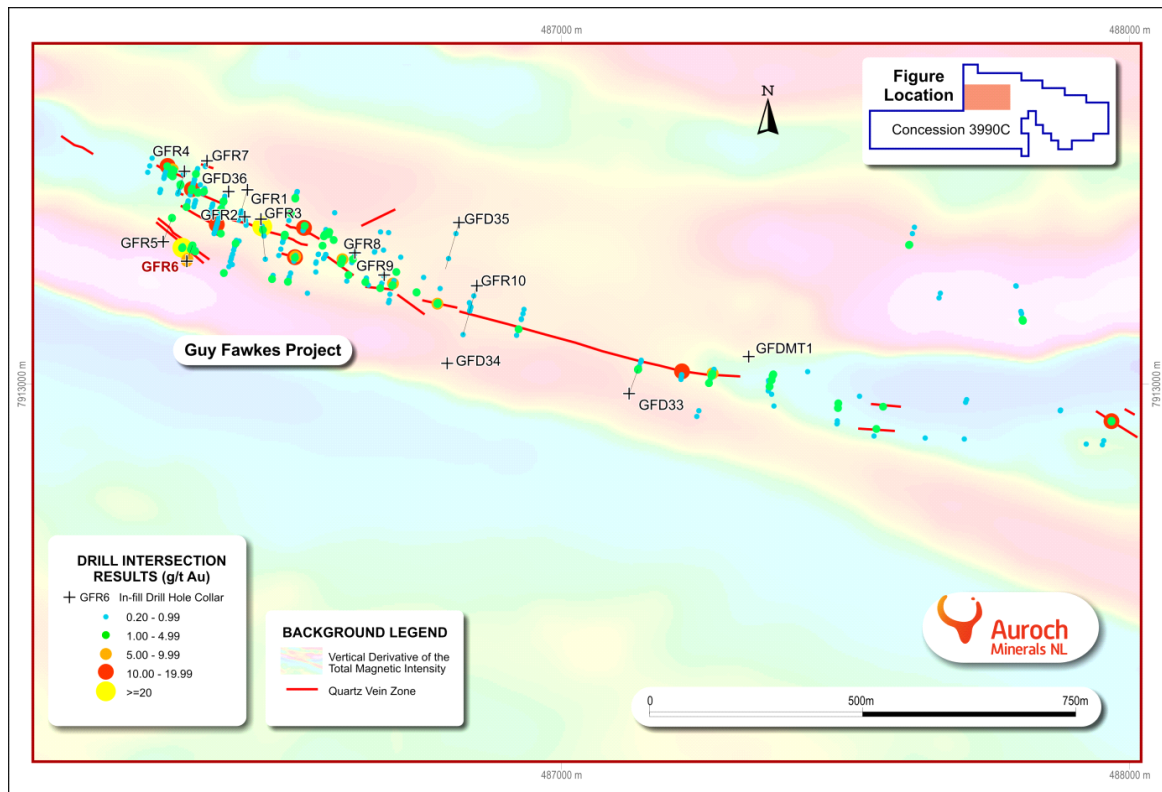 487000 m
488000 m
N
Figure
Location
Concession 3990C
GFR4
GFR7
GFD36
GFR1
GFR2
GFR3
GFR5
GFR6
GFR8
GFR9
GFD35
GFR10
Guy Fawkes Project
GFD34
GFDMT1
GFD33
7913000 m
7913000 m
DRILL INTERSECTION
RESULTS (g/t Au)
GFR6 In-fill Drill Hole Collar
0.20 - 0.99
1.00 - 4.99
5.00 - 9.99
10.00 - 19.99
>=20
BACKGROUND LEGEND
Vertical Derivative of the
Total Magnetic Intensity
Quartz Vein Zone
Auroch
Minerals NL
0 500m 750m
487000 m
488000 m